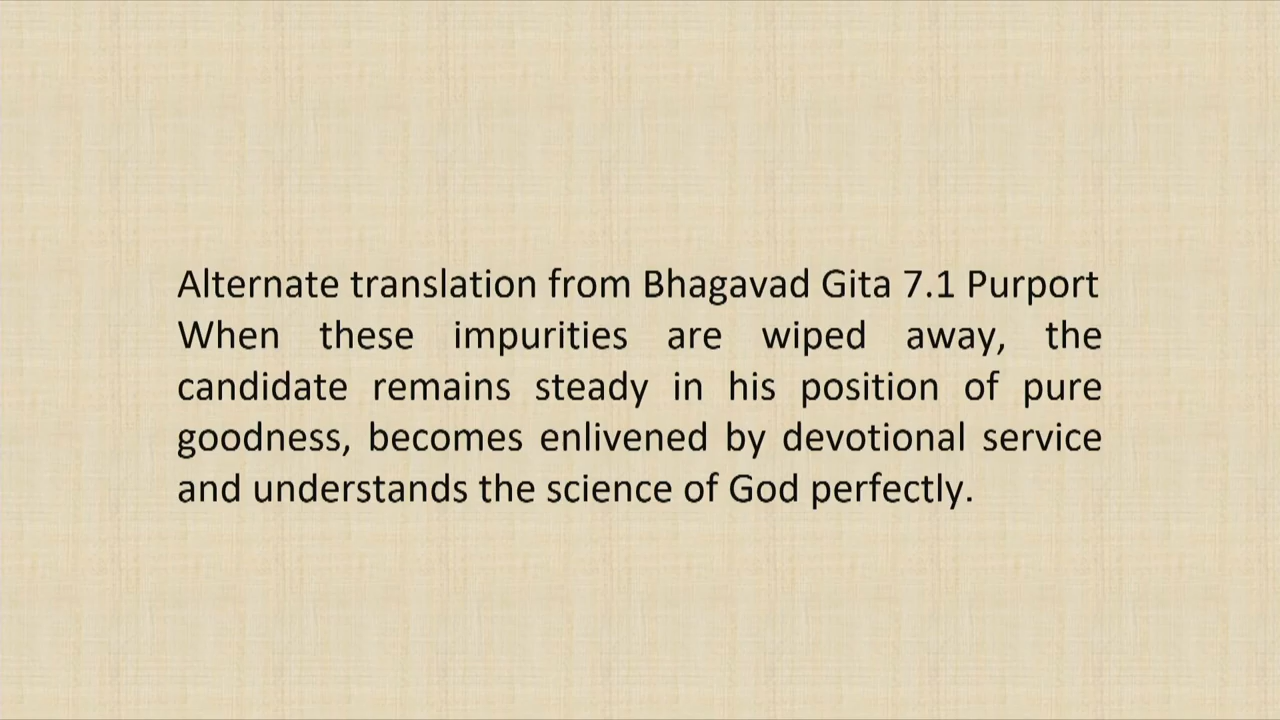 Alternate translation from Bhagavad Gita 7.1 Purport
When these impurities are wiped away, the
candidate remains steady in his position of pure
goodness, becomes enlivened by devotional service
and understands the science of God perfectly.